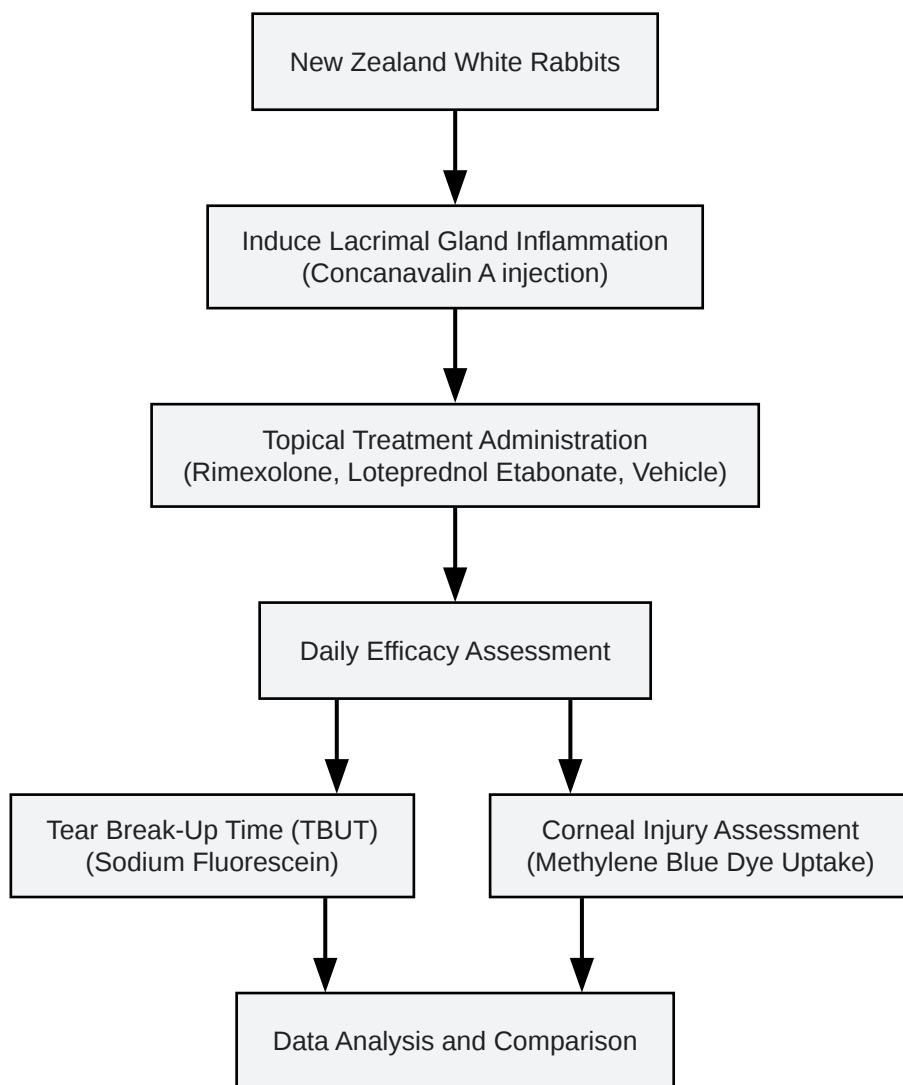 New Zealand White Rabbits
Induce Lacrimal Gland Inflammation
(Concanavalin A injection)
Topical Treatment Administration
(Rimexolone, Loteprednol Etabonate, Vehicle)
Daily Efficacy Assessment
Tear Break-Up Time (TBUT)
(Sodium Fluorescein)
Corneal Injury Assessment
(Methylene Blue Dye Uptake)
Data Analysis and Comparison